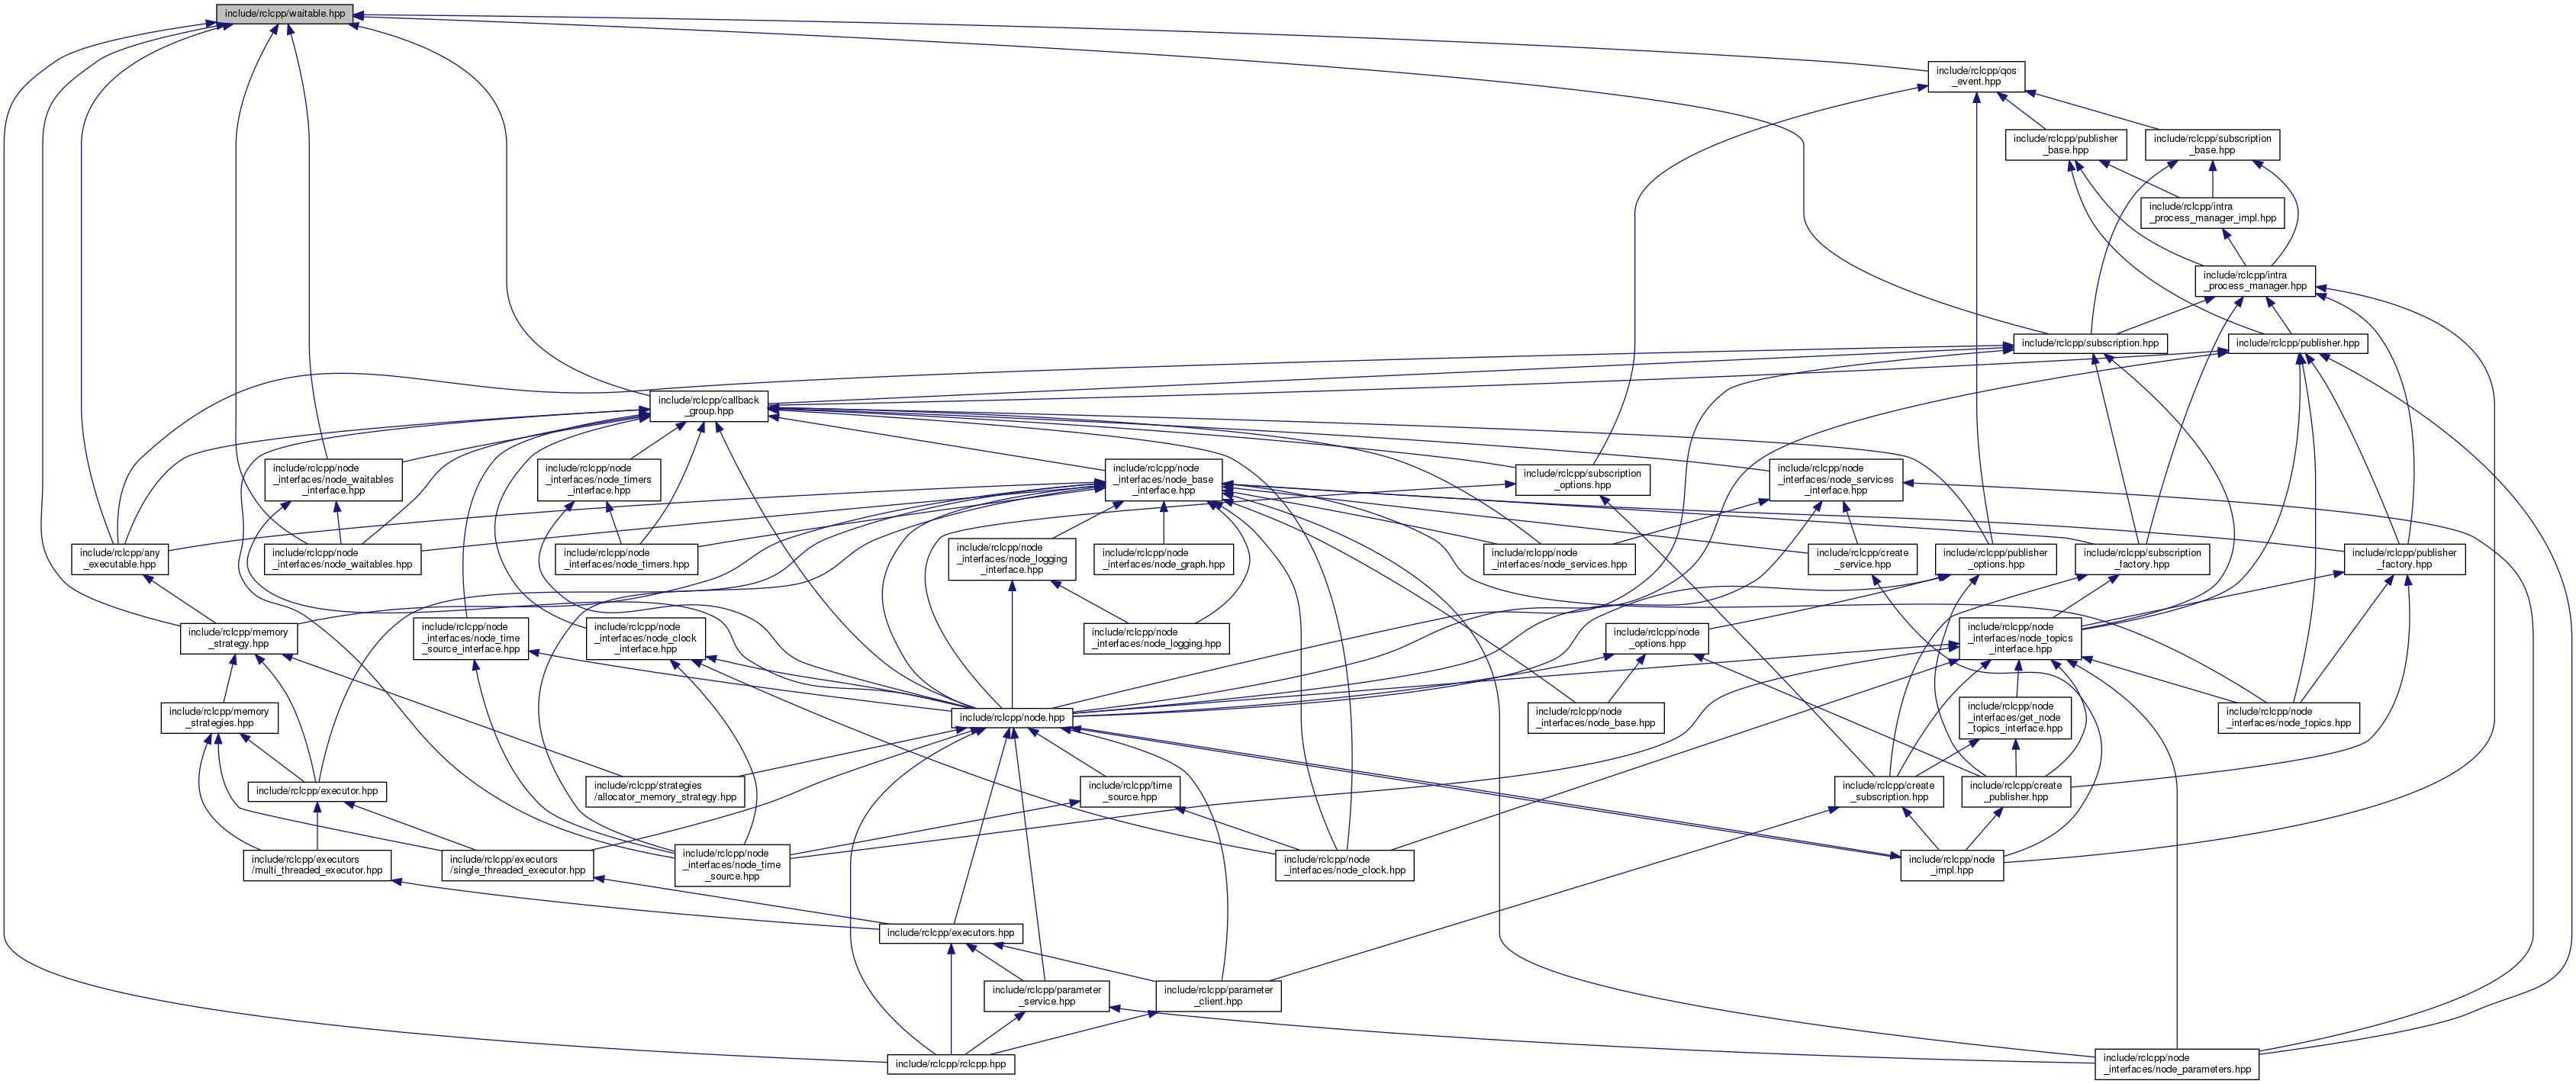 include/rclcpp/waitable.hpp
include/rclcpp/qos
_event.hpp
include/rclcpp/publisher
_base.hpp
include/rclcpp/subscription
_base.hpp
include/rclcpp/intra
_process_manager_impl.hpp
include/rclcpp/intra
_process_manager.hpp
include/rclcpp/subscription.hpp
include/rclcpp/publisher.hpp
include/rclcpp/callback
_group.hpp
include/rclcpp/node
_interfaces/node_waitables
_interface.hpp
include/rclcpp/node
_interfaces/node_timers
_interface.hpp
include/rclcpp/node
_interfaces/node_base
_interface.hpp
include/rclcpp/subscription
_options.hpp
include/rclcpp/node
_interfaces/node_services
_interface.hpp
include/rclcpp/any
_executable.hpp
include/rclcpp/node
_interfaces/node_waitables.hpp
include/rclcpp/node
_interfaces/node_timers.hpp
include/rclcpp/node
_interfaces/node_logging
_interface.hpp
include/rclcpp/node
_interfaces/node_graph.hpp
include/rclcpp/node
_interfaces/node_services.hpp
include/rclcpp/create
_service.hpp
include/rclcpp/publisher
_options.hpp
include/rclcpp/subscription
_factory.hpp
include/rclcpp/publisher
_factory.hpp
include/rclcpp/memory
_strategy.hpp
include/rclcpp/node
_interfaces/node_time
_source_interface.hpp
include/rclcpp/node
_interfaces/node_clock
_interface.hpp
include/rclcpp/node
_interfaces/node_logging.hpp
include/rclcpp/node
_options.hpp
include/rclcpp/node
_interfaces/node_topics
_interface.hpp
include/rclcpp/memory
_strategies.hpp
include/rclcpp/node.hpp
include/rclcpp/node
_interfaces/node_base.hpp
include/rclcpp/node
_interfaces/get_node
_topics_interface.hpp
include/rclcpp/node
_interfaces/node_topics.hpp
include/rclcpp/executor.hpp
include/rclcpp/strategies
/allocator_memory_strategy.hpp
include/rclcpp/time
_source.hpp
include/rclcpp/create
_subscription.hpp
include/rclcpp/create
_publisher.hpp
include/rclcpp/executors
/multi_threaded_executor.hpp
include/rclcpp/executors
/single_threaded_executor.hpp
include/rclcpp/node
_interfaces/node_time
_source.hpp
include/rclcpp/node
_interfaces/node_clock.hpp
include/rclcpp/node
_impl.hpp
include/rclcpp/executors.hpp
include/rclcpp/parameter
_service.hpp
include/rclcpp/parameter
_client.hpp
include/rclcpp/rclcpp.hpp
include/rclcpp/node
_interfaces/node_parameters.hpp